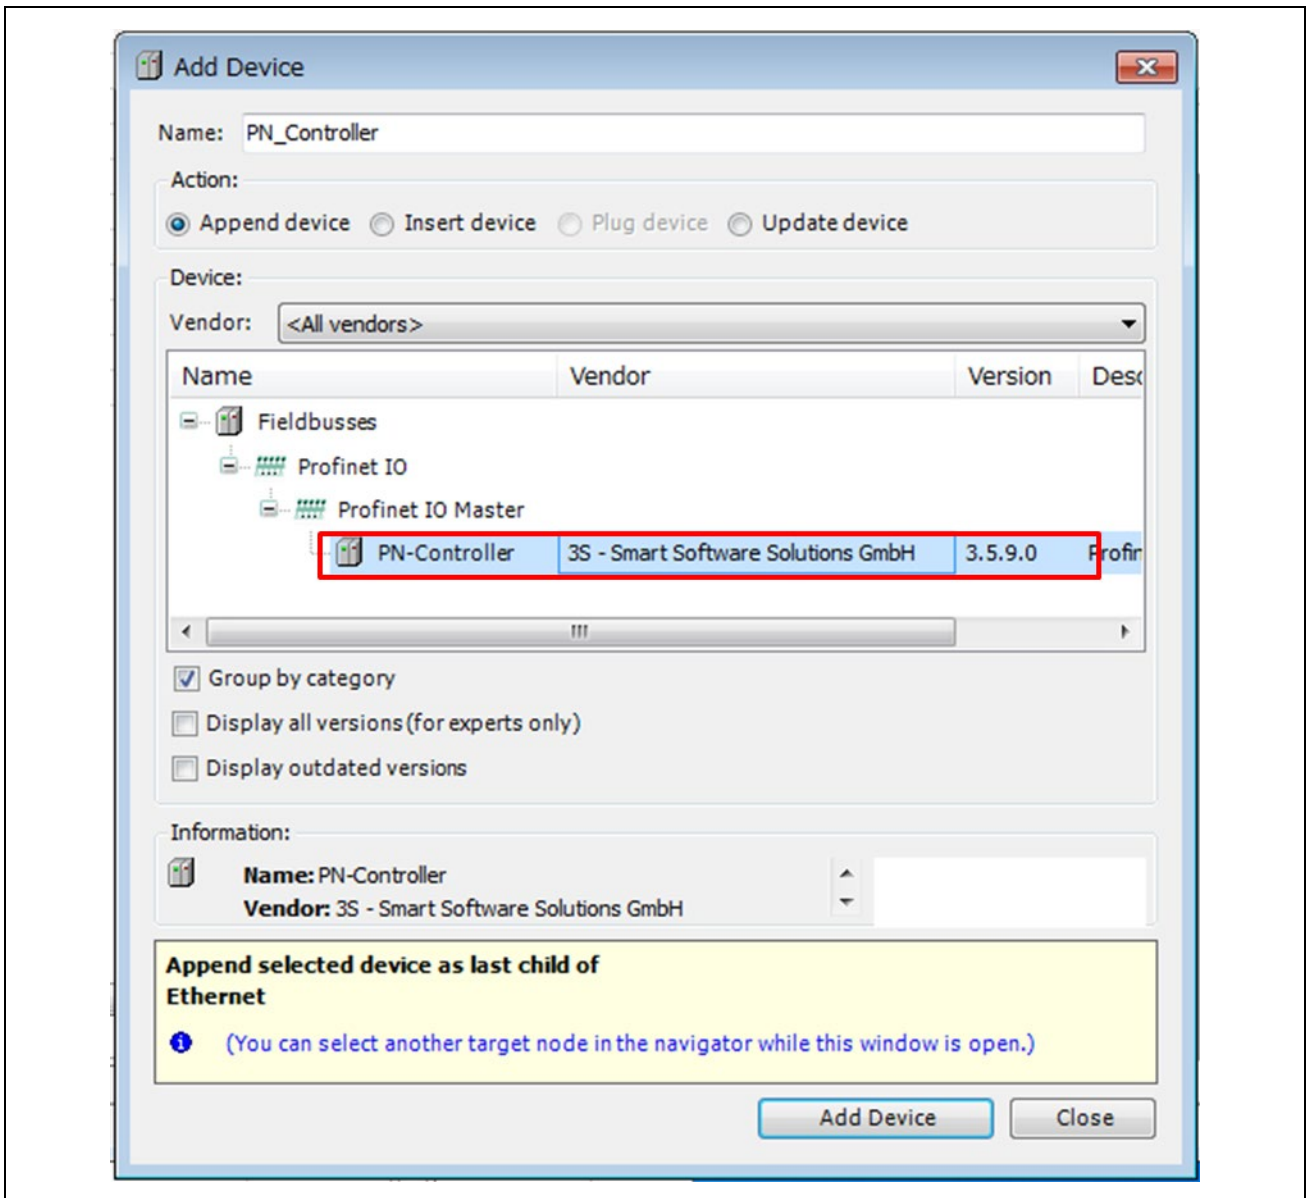 Add Device
Name: PN_Controller
Action:
Append device Insert device Plug device Update device
Device:
Vendor: <All vendors>
Name Vendor Version Desc
Fieldbusses
Profinet IO
Profinet IO Master
PN-Controller 3S - Smart Software Solutions GmbH 3.5.9.0 Profin
Group by category
Display all versions (for experts only)
Display outdated versions
Information:
Name: PN-Controller
Vendor: 3S - Smart Software Solutions GmbH
Append selected device as last child of
Ethernet
(You can select another target node in the navigator while this window is open.)
Add Device Close